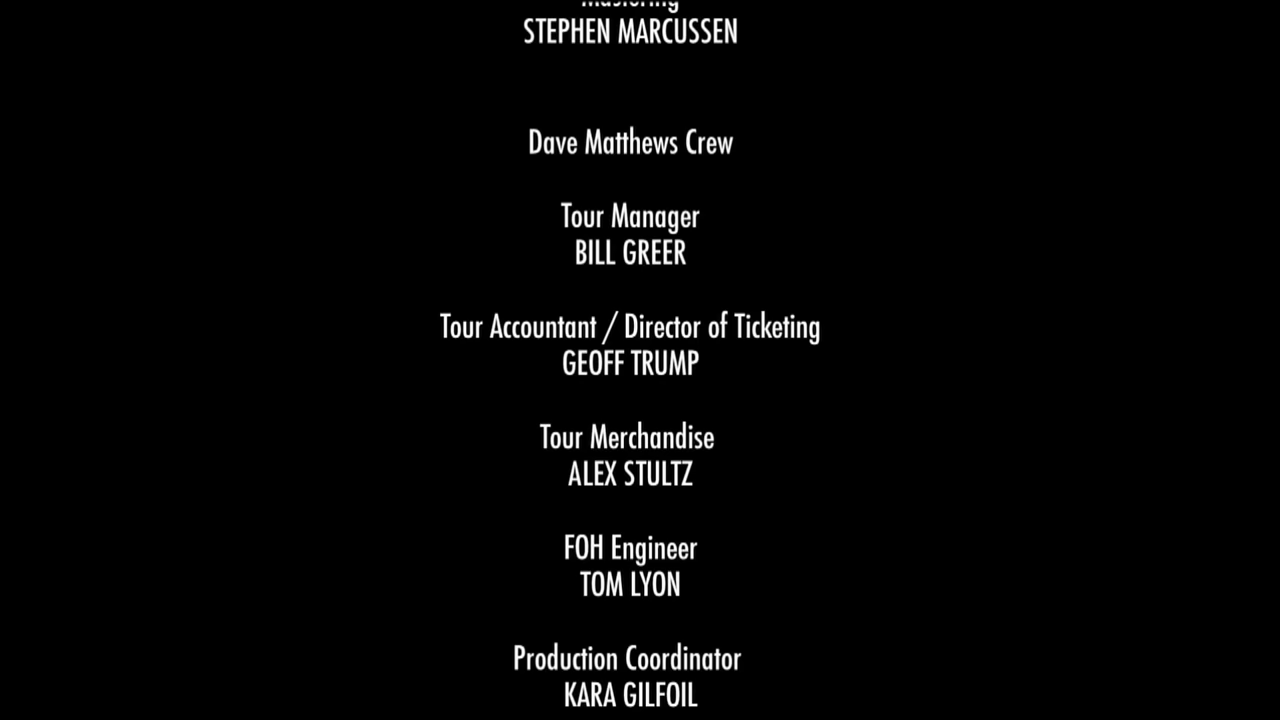 Mastering
STEPHEN MARCUSSEN
Dave Matthews Crew
Tour Manager
BILL GREER
Tour Accountant / Director of Ticketing
GEOFF TRUMP
Tour Merchandise
ALEX STULTZ
FOH Engineer
TOM LYON
Production Coordinator
KARA GILFOIL